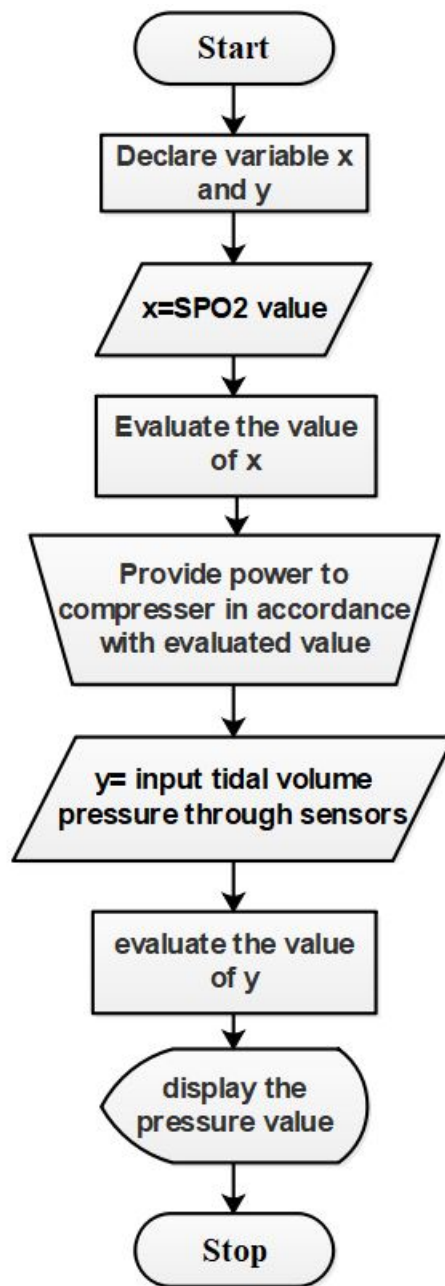 Start
Declare variable x
and y
x=SPO2 value
Evaluate the value
of x
Provide power to
compresser in accordance
with evaluated value
y= input tidal volume
pressure through sensors
evaluate the value
of y
display the
pressure value
Stop